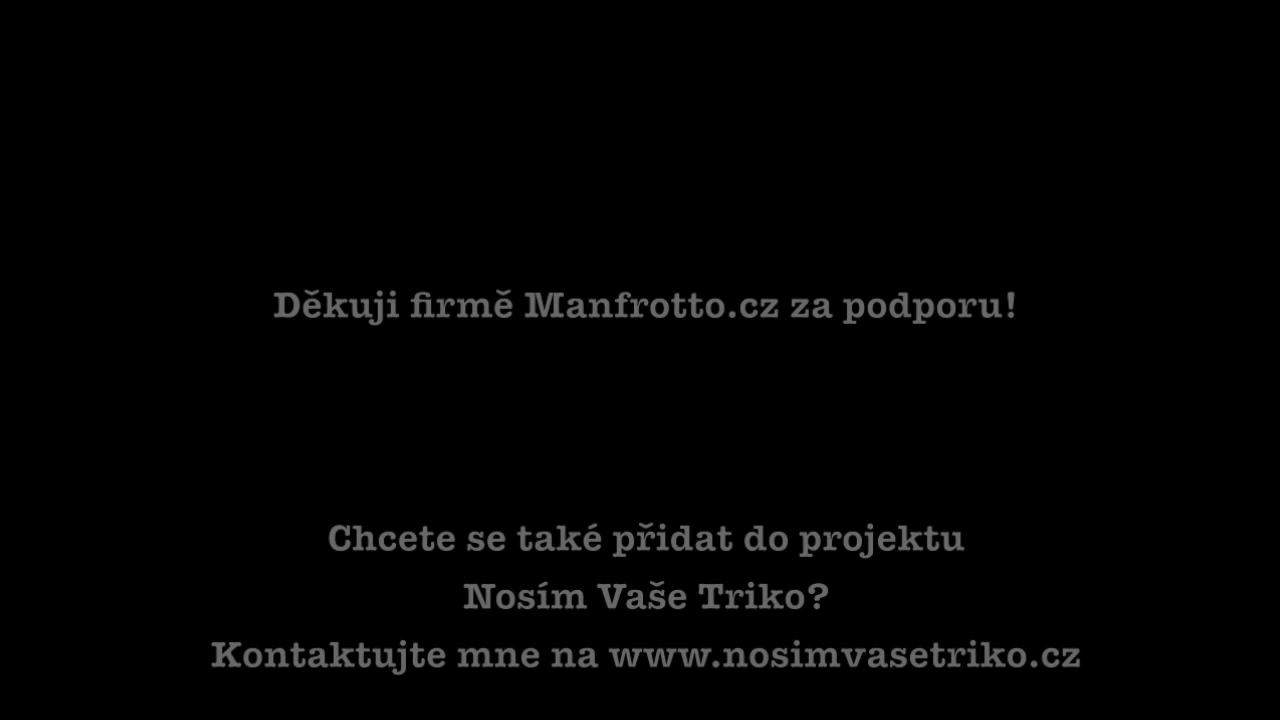 Děkuji firmě Manfrotto.cz za podporu!
Chcete se také přidat do projektu
Nosím Vaše Triko?
Kontaktujte mne na www.nosimvasetriko.cz